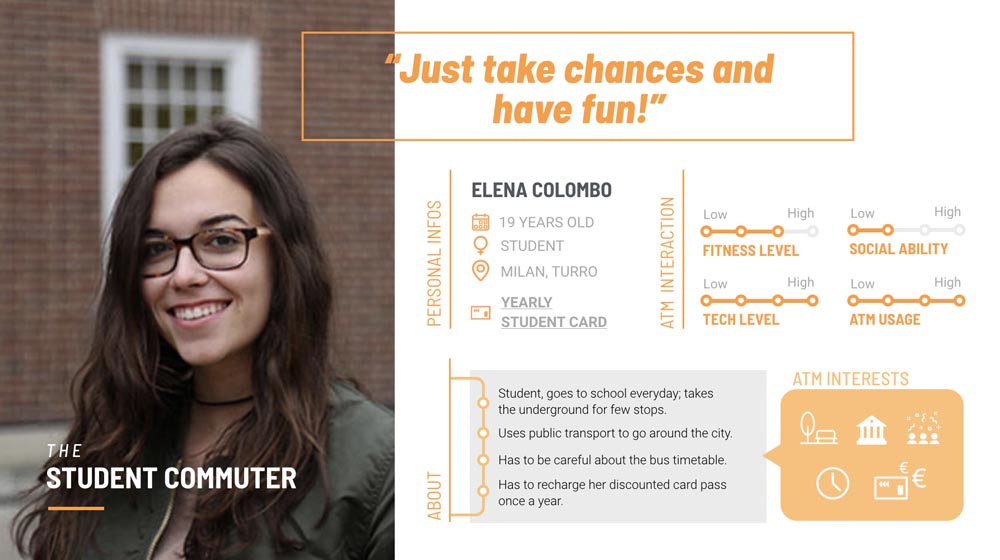 “Just take chances and
have fun!”
THE
STUDENT COMMUTER
PERSONAL INFOS
ELENA COLOMBO
19 YEARS OLD
STUDENT
MILAN, TURRO
YEARLY
STUDENT CARD
ATM INTERACTION
Low High
FITNESS LEVEL
Low High
SOCIAL ABILITY
Low High
TECH LEVEL
Low High
ATM USAGE
ABOUT
Student, goes to school everyday; takes
the underground for few stops.
Uses public transport to go around the city.
Has to be careful about the bus timetable.
Has to recharge her discounted card pass
once a year.
ATM INTERESTS
€
€